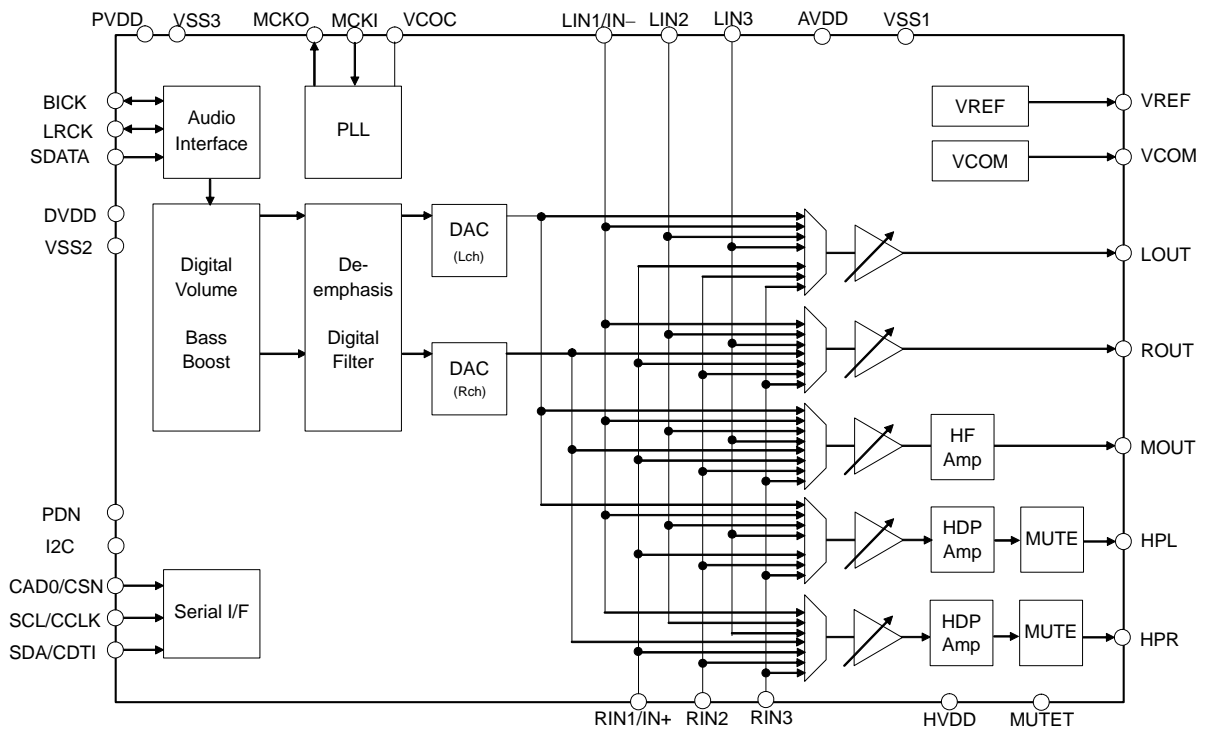 PVDD
VSS3
MCKO
MCKI
VCOC
LIN1/IN−
LIN2
LIN3
AVDD
VSS1
BICK
LRCK
SDATA
Audio
Interface
PLL
VREF
VREF
VCOM
VCOM
DVDD
VSS2
Digital
Volume
Bass
Boost
De-
emphasis
Digital
Filter
DAC
(Lch)
DAC
(Rch)
LOUT
ROUT
HF
Amp
MOUT
PDN
I2C
HDP
Amp
MUTE
HPL
CAD0/CSN
SCL/CCLK
SDA/CDTI
Serial I/F
HDP
Amp
MUTE
HPR
RIN1/IN+
RIN2
RIN3
HVDD
MUTET